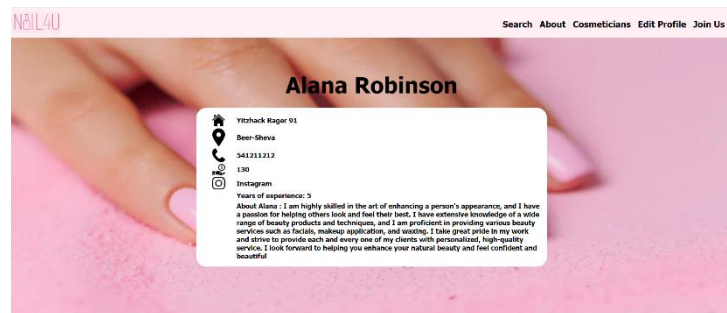 NAIL4U
Search About Cosmeticians Edit Profile Join Us
Alana Robinson
Yitzhack Rager 91
Beer-Sheva
541211212
130
Instagram
Years of experience: 5
About Alana : I am highly skilled in the art of enhancing a person's appearance, and I have
a passion for helping others look and feel their best. I have extensive knowledge of a wide
range of beauty products and techniques, and I am proficient in providing various beauty
services such as facials, makeup application, and waxing. I take great pride in my work
and strive to provide each and every one of my clients with personalized, high-quality
service. I look forward to helping you enhance your natural beauty and feel confident and
beautiful